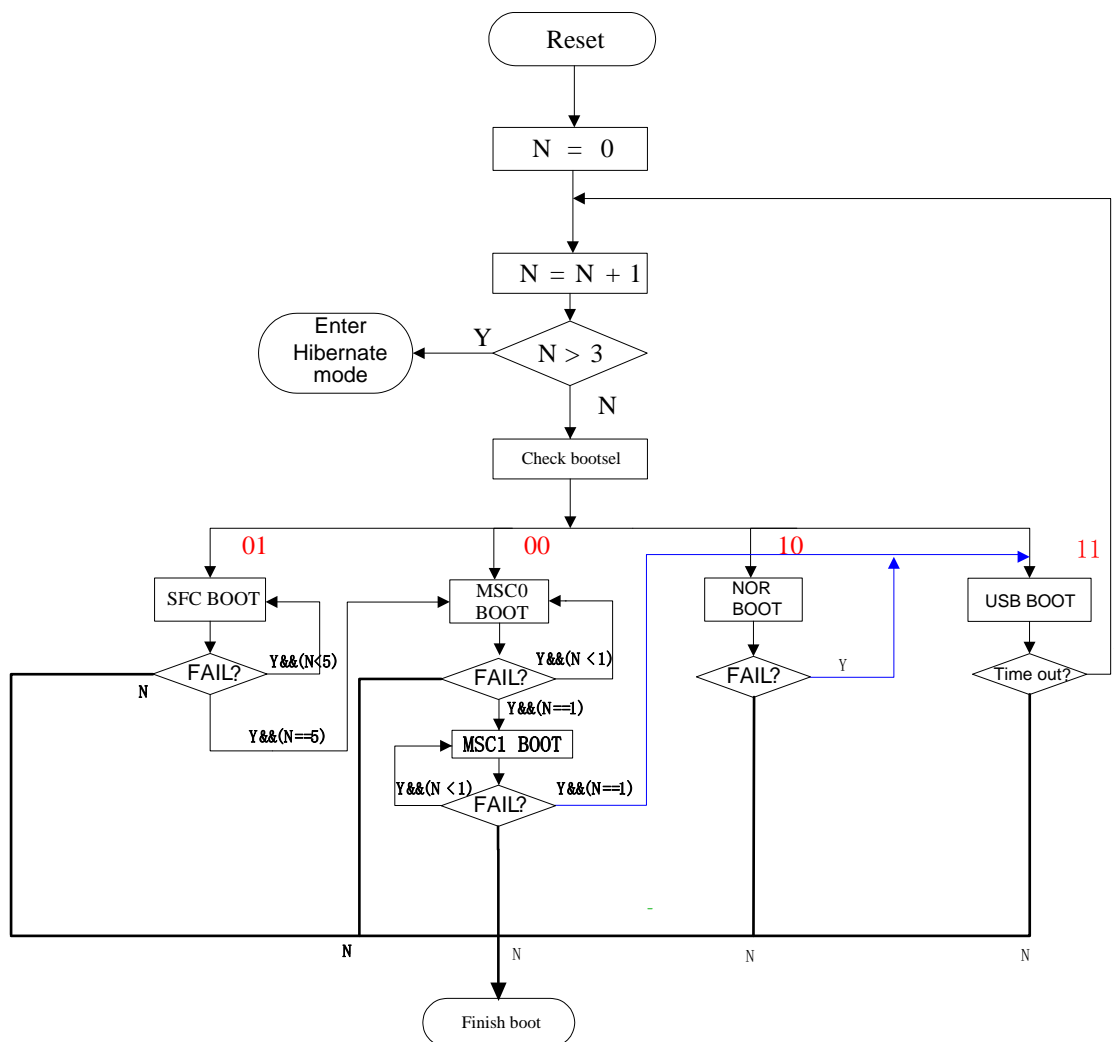 Reset
N = 0
N = N + 1
Enter
Hibernate
mode
Y
N > 3
N
Check bootsel
01
00
10
11
SFC BOOT
MSC0
BOOT
NOR
BOOT
USB BOOT
FAIL?
Y&&(N<5)
N
FAIL?
Y&&(N <1)
FAIL?
Y
Time out?
Y&&(N==5)
Y&&(N==1)
MSC1 BOOT
Y&&(N <1)
FAIL?
Y&&(N==1)
N
N
N
N
Finish boot